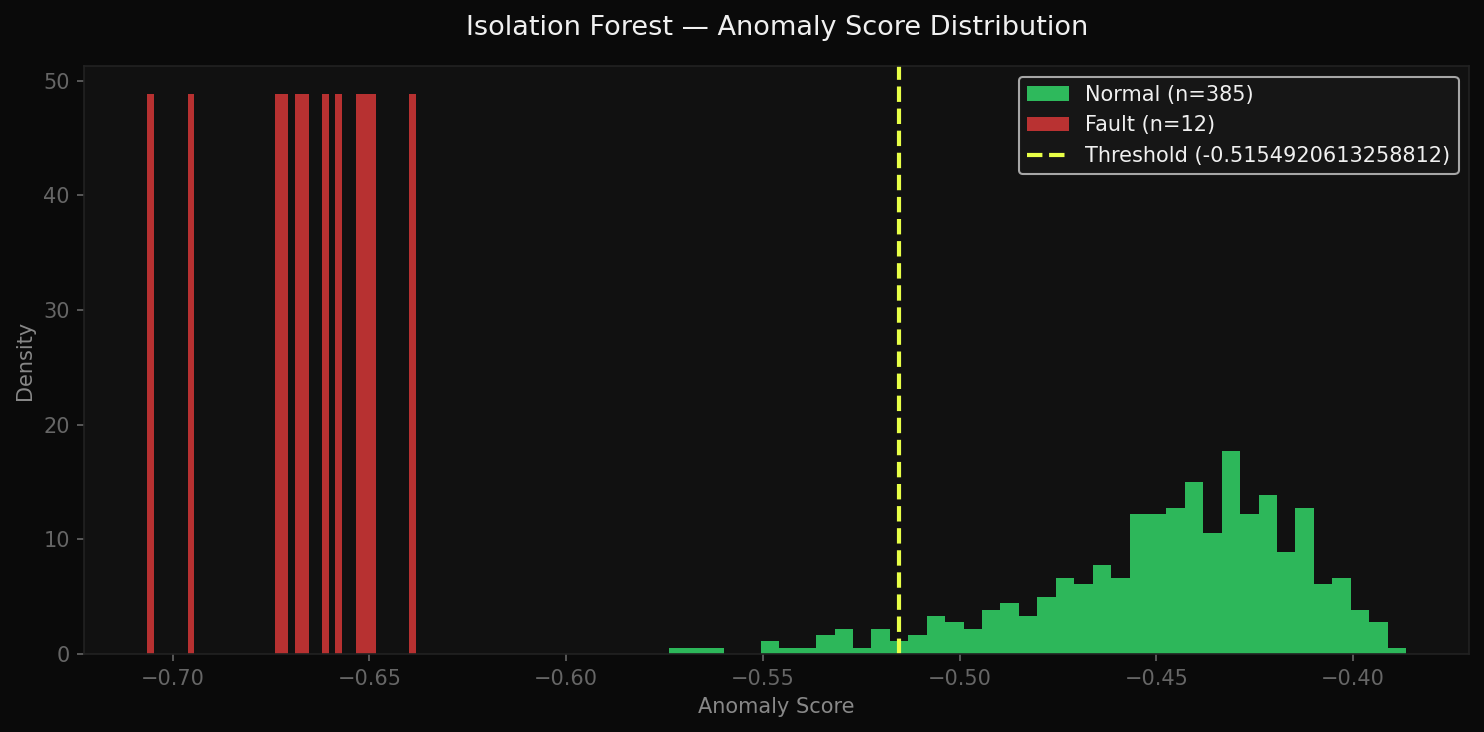 Isolation Forest — Anomaly Score Distribution
Normal (n=385)
Fault (n=12)
Threshold (-0.5154920613258812)
Density
50
40
30
20
10
0
−0.70 −0.65 −0.60 −0.55 −0.50 −0.45 −0.40
Anomaly Score